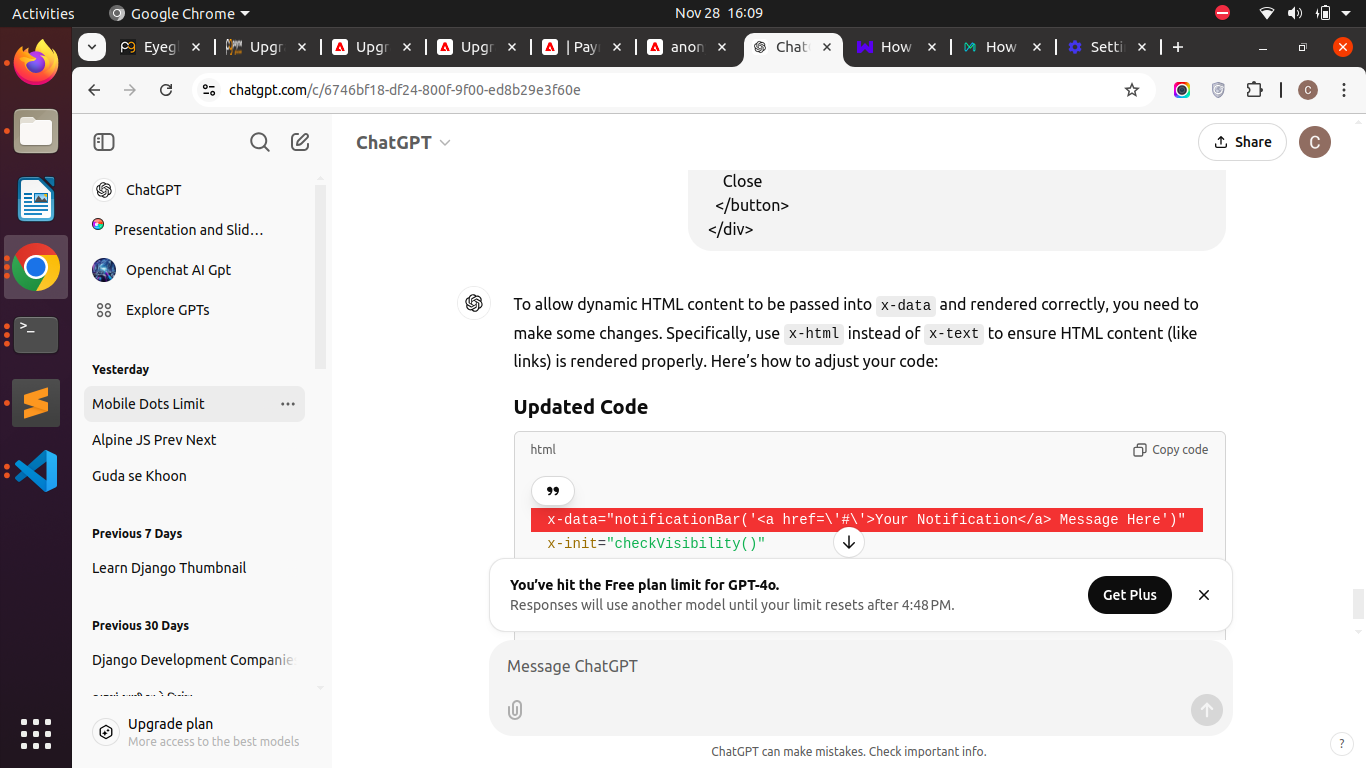 Activities
Google Chrome
Nov 28 16:09
Eyeg
Upgr
Upgr
Upgr
| Payr
anon
Chat
How
How
Setti
chatgpt.com/c/6746bf18-df24-800f-9f00-ed8b29e3f60e
C
ChatGPT
Share
C
ChatGPT
Presentation and Slid…
Openchat AI Gpt
Explore GPTs
Yesterday
Mobile Dots Limit
Alpine JS Prev Next
Guda se Khoon
Previous 7 Days
Learn Django Thumbnail
Previous 30 Days
Django Development Companie
Upgrade plan
More access to the best models
Close
</button>
</div>
To allow dynamic HTML content to be passed into x-data and rendered correctly, you need to
make some changes. Specifically, use x-html instead of x-text to ensure HTML content (like
links) is rendered properly. Here’s how to adjust your code:
Updated Code
html
Copy code
x-data="notificationBar('<a href=\'#\'>Your Notification</a> Message Here')"
x-init="checkVisibility()"
You’ve hit the Free plan limit for GPT-4o.
Responses will use another model until your limit resets after 4:48 PM.
Get Plus
Message ChatGPT
ChatGPT can make mistakes. Check important info.
?